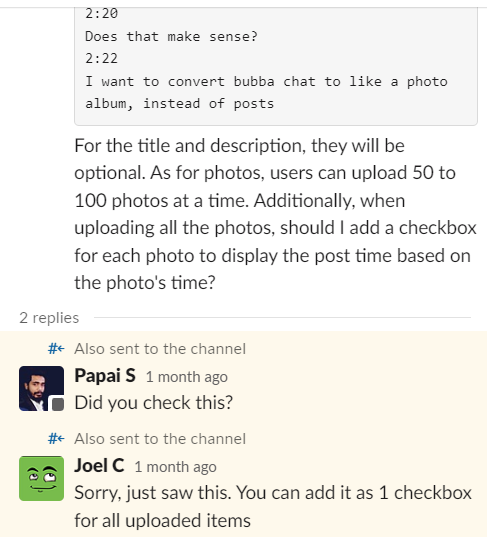 2:20
Does that make sense?
2:22
I want to convert bubba chat to like a photo
album, instead of posts
For the title and description, they will be
optional. As for photos, users can upload 50 to
100 photos at a time. Additionally, when
uploading all the photos, should I add a checkbox
for each photo to display the post time based on
the photo's time?
2 replies
Also sent to the channel
Papai S 1 month ago
Did you check this?
Also sent to the channel
Joel C 1 month ago
Sorry, just saw this. You can add it as 1 checkbox
for all uploaded items